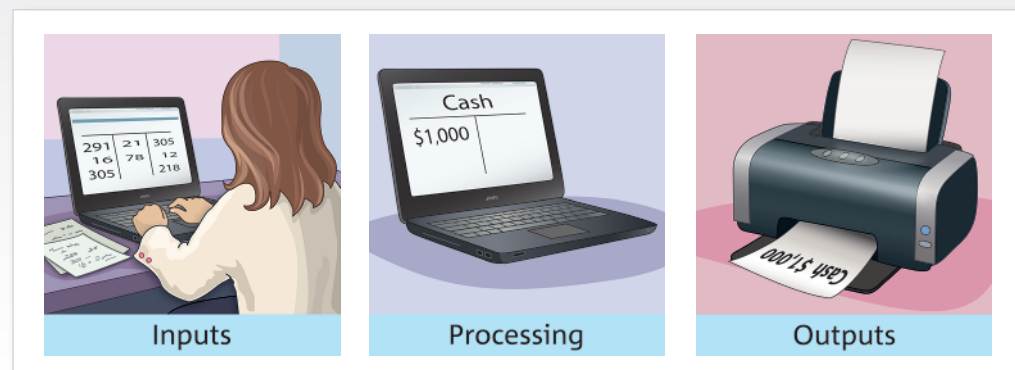 291 21 305
16 78 12
305 218
Cash
$1,000
Cash $1,000
Inputs
Processing
Outputs